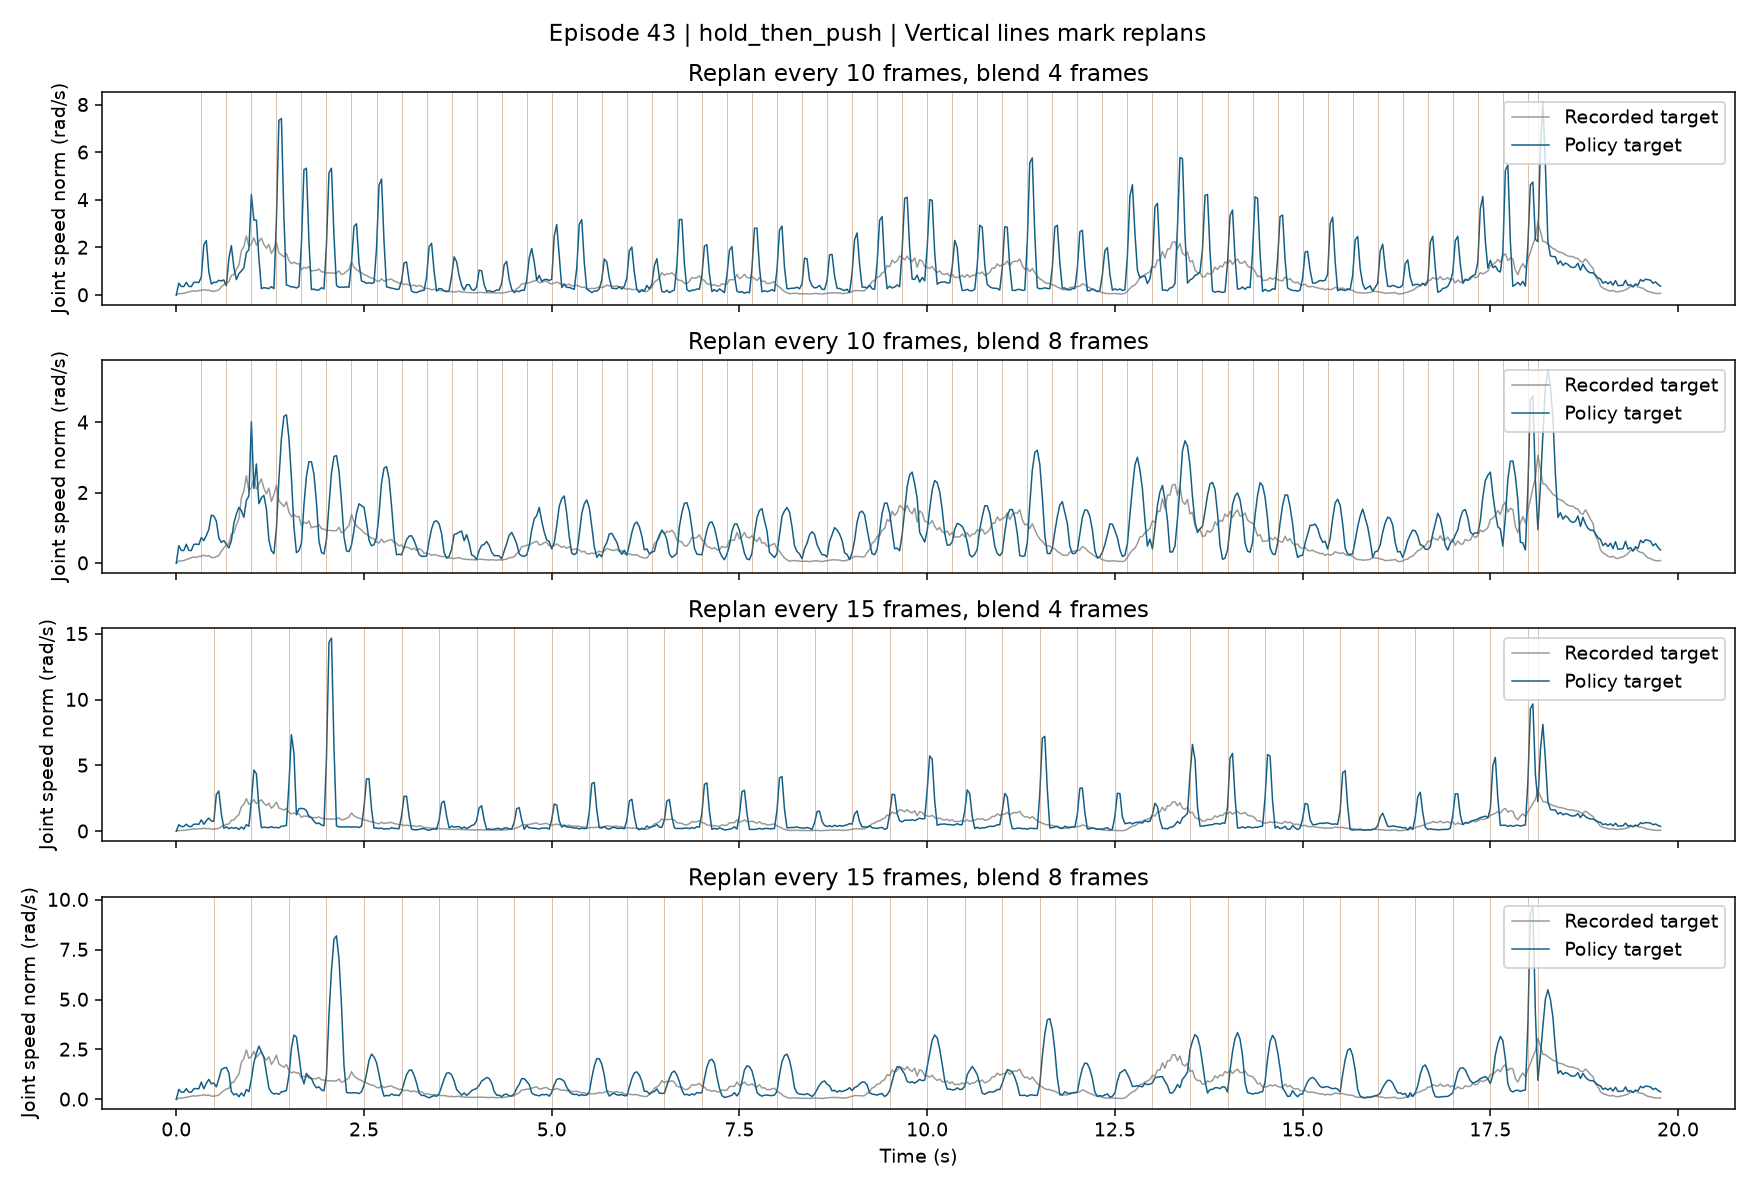 Episode 43 | hold_then_push | Vertical lines mark replans
Replan every 10 frames, blend 4 frames
Joint speed norm (rad/s)
8
6
4
2
0
Recorded target
Policy target
Replan every 10 frames, blend 8 frames
Joint speed norm (rad/s)
4
2
0
Recorded target
Policy target
Replan every 15 frames, blend 4 frames
Joint speed norm (rad/s)
15
10
5
0
Recorded target
Policy target
Replan every 15 frames, blend 8 frames
Joint speed norm (rad/s)
10.0
7.5
5.0
2.5
0.0
Recorded target
Policy target
0.0 2.5 5.0 7.5 10.0 12.5 15.0 17.5 20.0
Time (s)